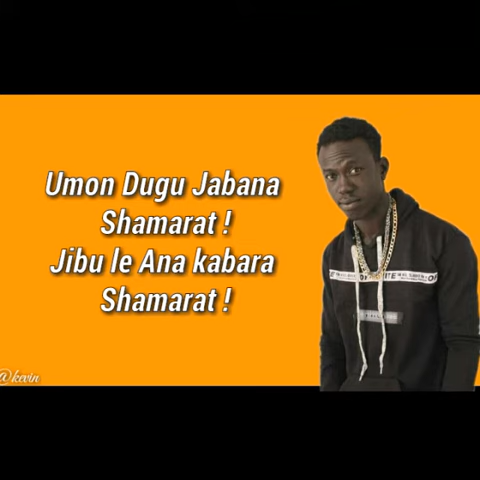 Umon Dugu Jabana
Shamarat !
Jibu le Ana kabara
Shamarat !
@kevin